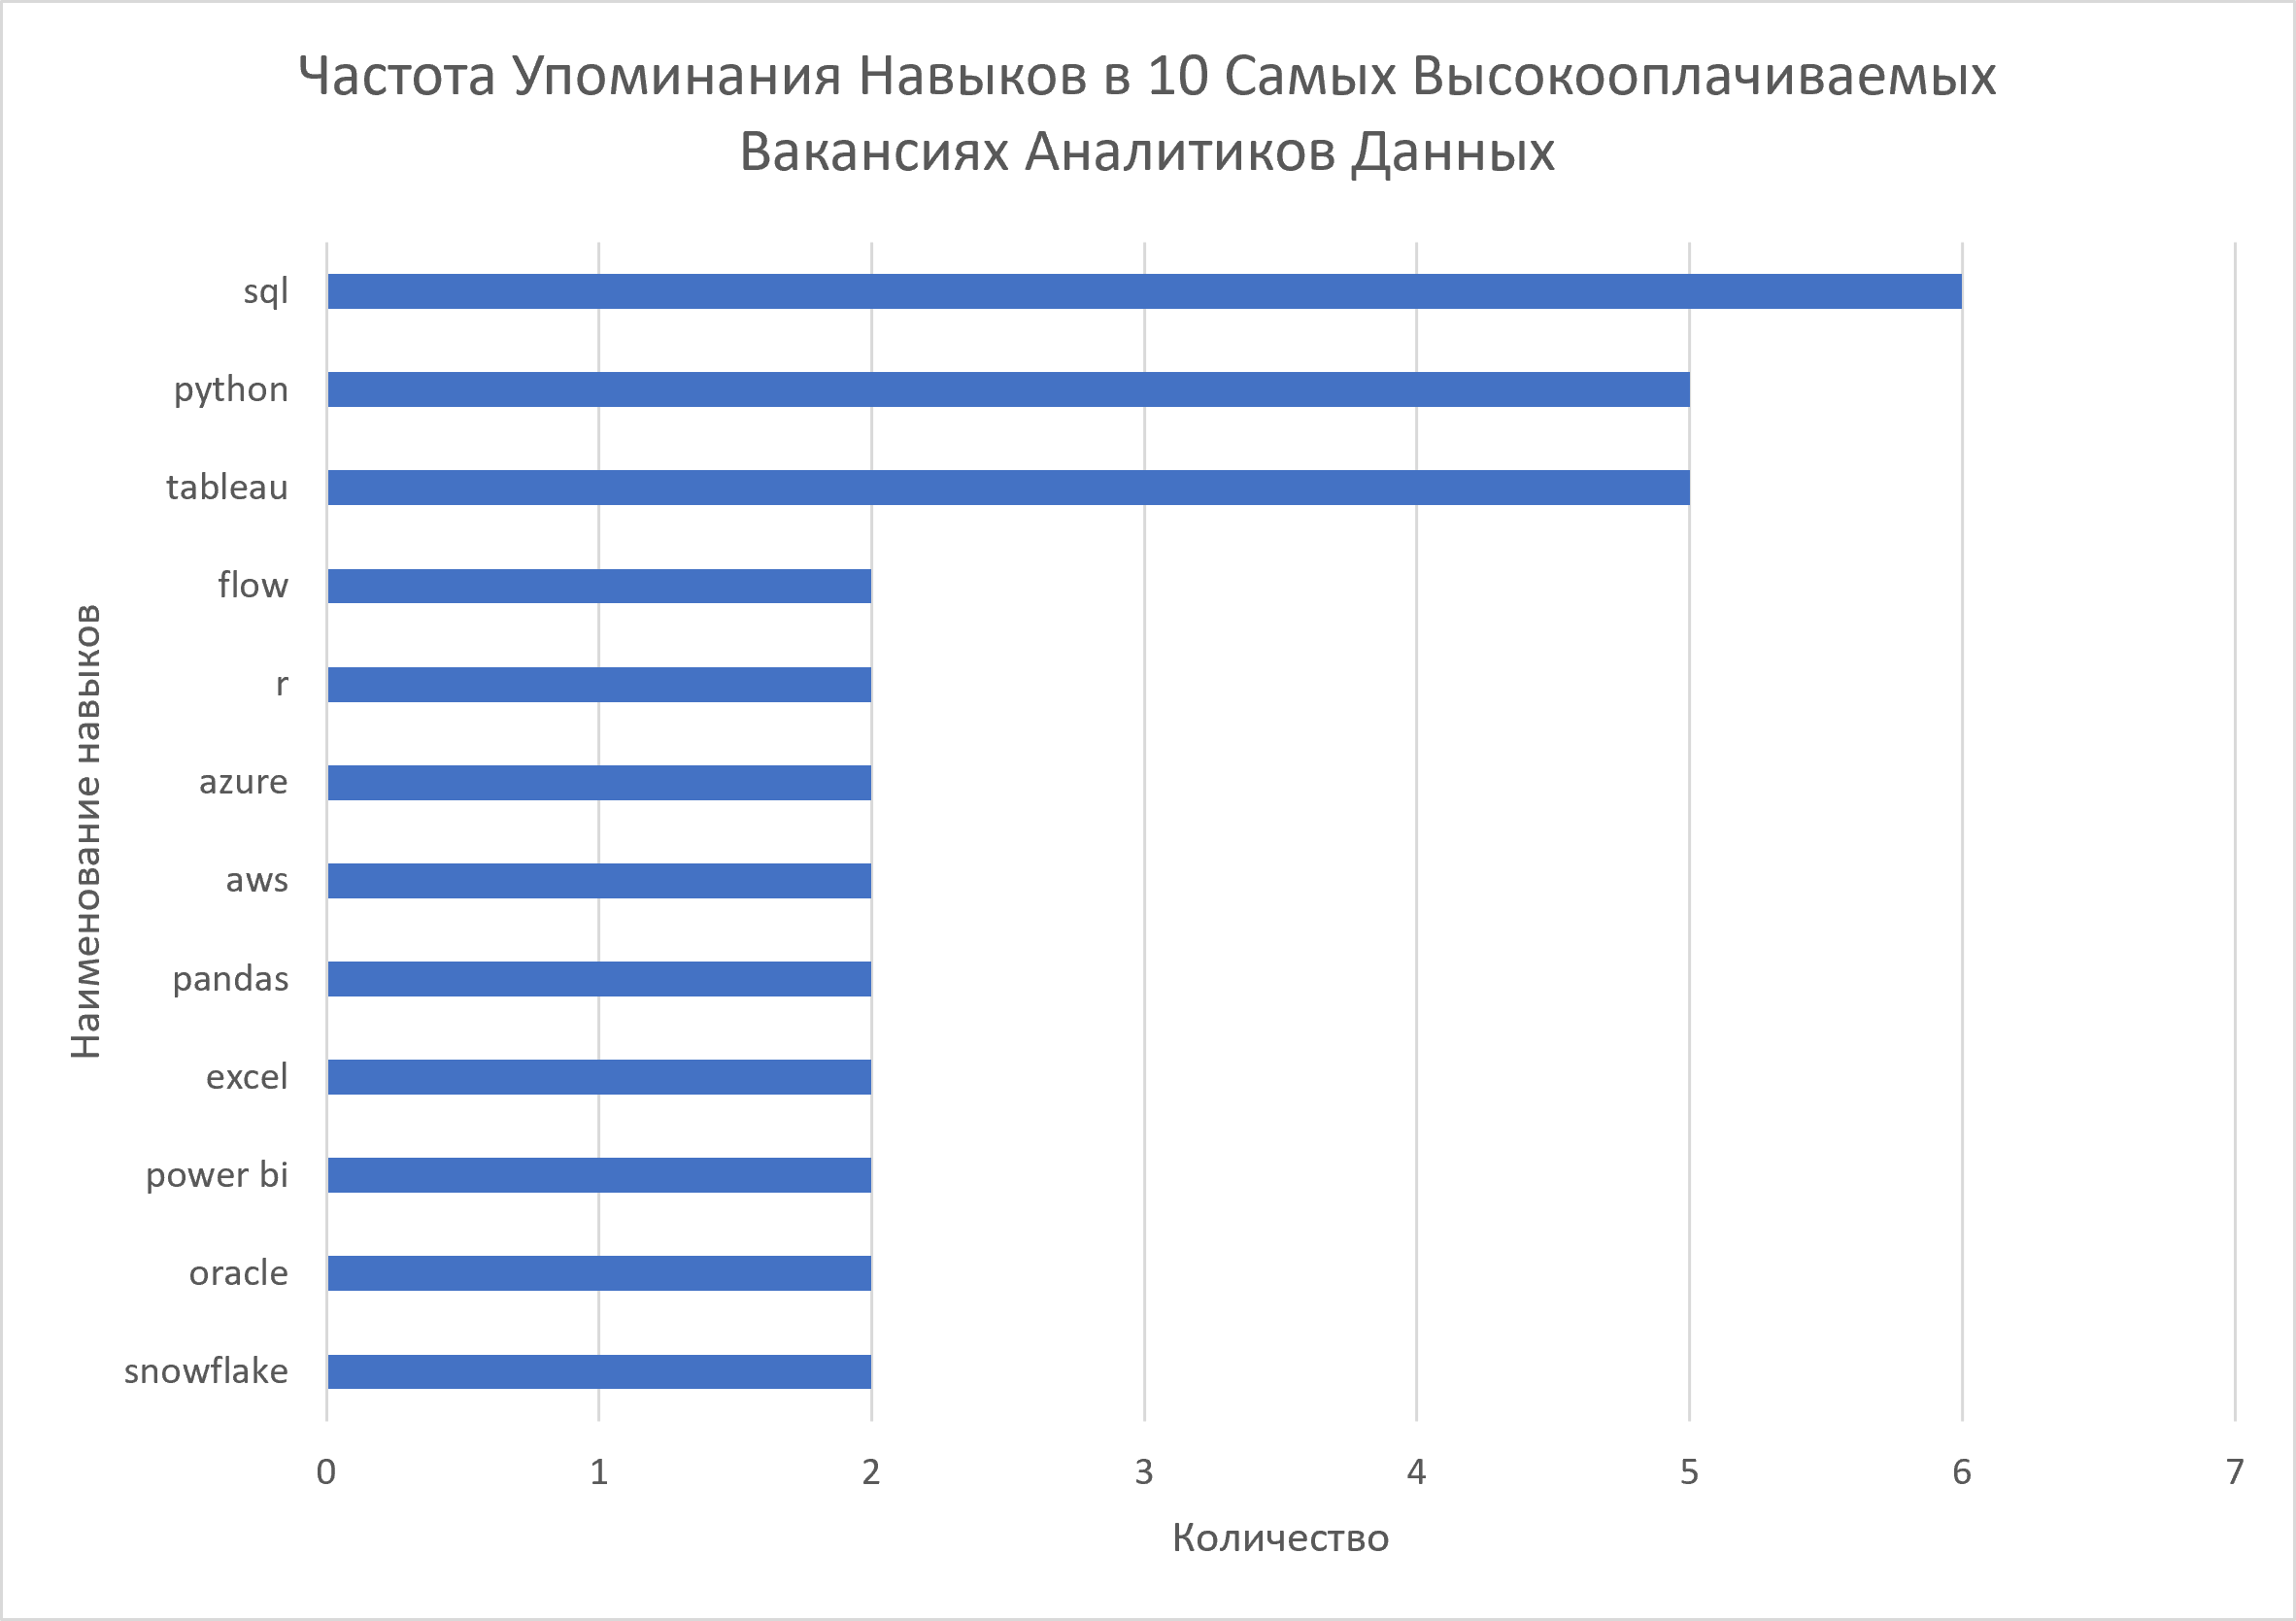 Частота Упоминания Навыков в 10 Самых Высокооплачиваемых
Вакансиях Аналитиков Данных
Наименование навыков
sql
python
tableau
flow
r
azure
aws
pandas
excel
power bi
oracle
snowflake
0 1 2 3 4 5 6 7
Количество